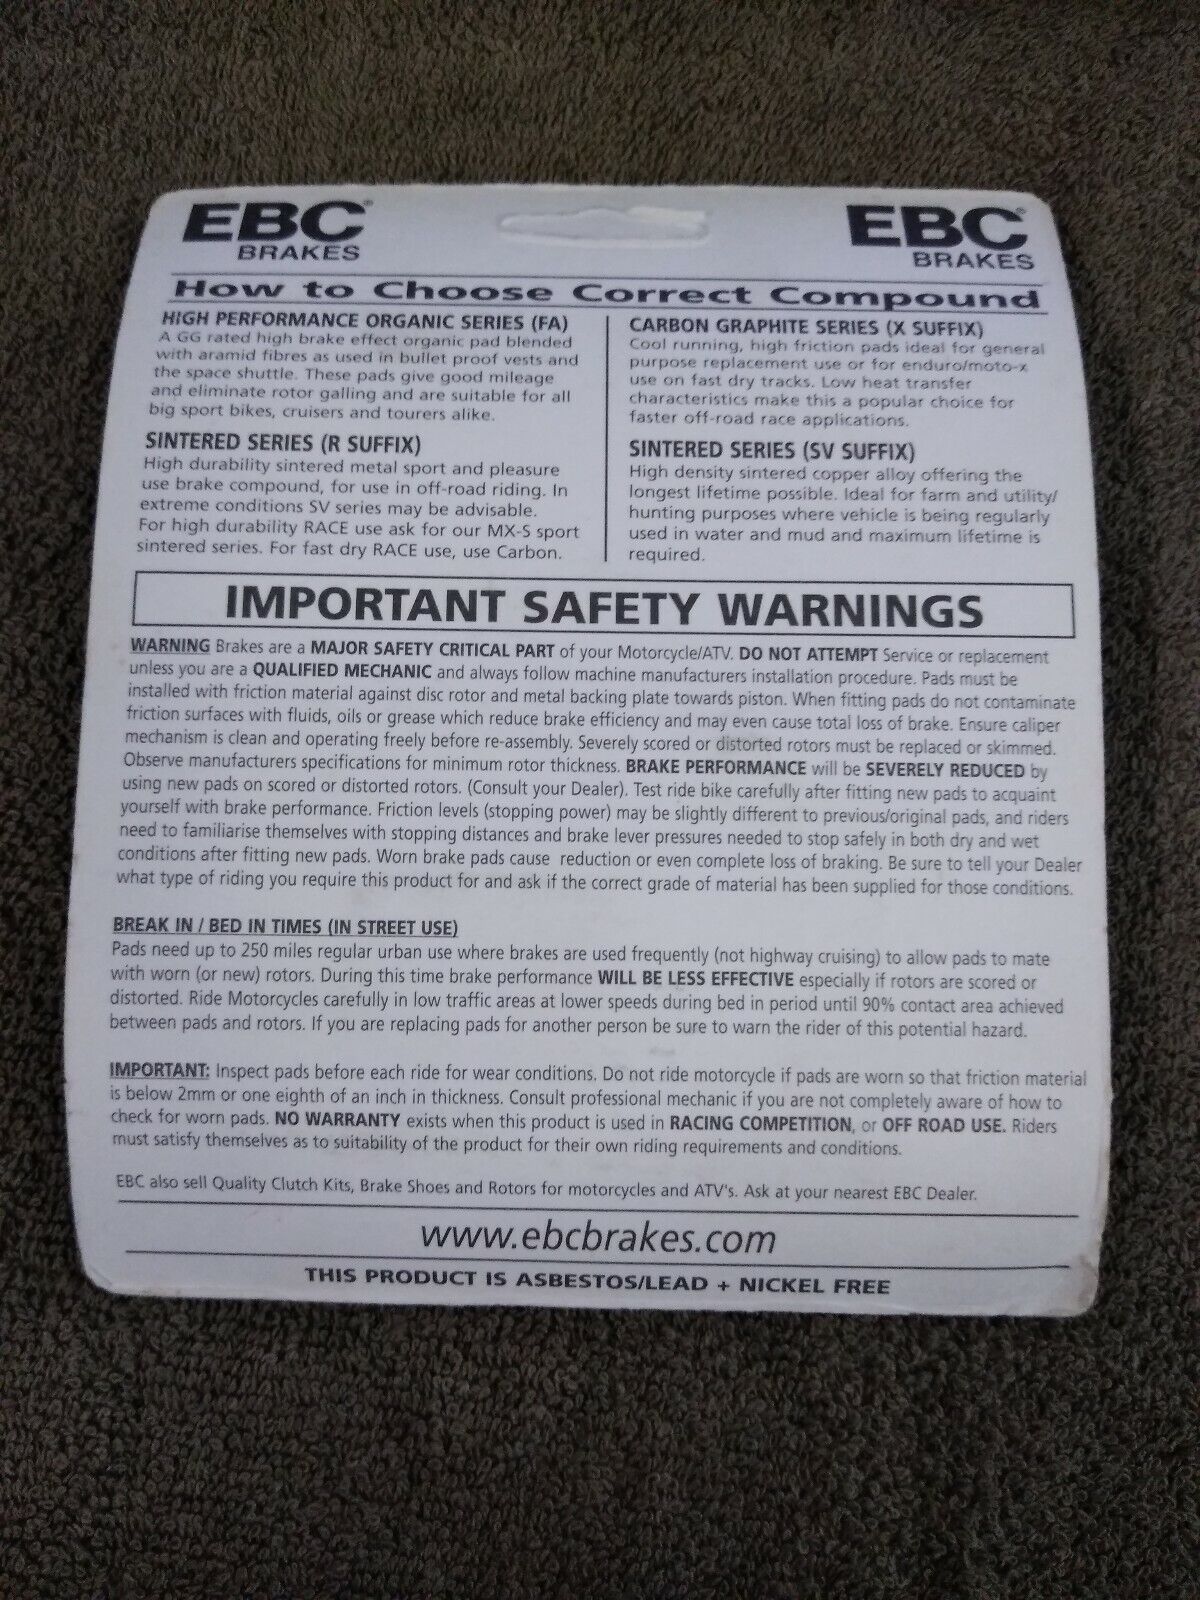 EBC® EBC®
BRAKES BRAKES
How to Choose Correct Compound
HIGH PERFORMANCE ORGANIC SERIES (FA)
A GG rated high brake effect organic pad blended
with aramid fibres as used in bullet proof vests and
the space shuttle. These pads give good mileage
and eliminate rotor galling and are suitable for all
big sport bikes, cruisers and tourers alike.
SINTERED SERIES (R SUFFIX)
High durability sintered metal sport and pleasure
use brake compound, for use in off-road riding. In
extreme conditions SV series may be advisable.
For high durability RACE use ask for our MX-S sport
sintered series. For fast dry RACE use, use Carbon.
CARBON GRAPHITE SERIES (X SUFFIX)
Cool running, high friction pads ideal for general
purpose replacement use or for enduro/moto-x
use on fast dry tracks. Low heat transfer
characteristics make this a popular choice for
faster off-road race applications.
SINTERED SERIES (SV SUFFIX)
High density sintered copper alloy offering the
longest lifetime possible. Ideal for farm and utility/
hunting purposes where vehicle is being regularly
used in water and mud and maximum lifetime is
required.
IMPORTANT SAFETY WARNINGS
WARNING Brakes are a MAJOR SAFETY CRITICAL PART of your Motorcycle/ATV. DO NOT ATTEMPT Service or replacement
unless you are a QUALIFIED MECHANIC and always follow machine manufacturers installation procedure. Pads must be
installed with friction material against disc rotor and metal backing plate towards piston. When fitting pads do not contaminate
friction surfaces with fluids, oils or grease which reduce brake efficiency and may even cause total loss of brake. Ensure caliper
mechanism is clean and operating freely before re-assembly. Severely scored or distorted rotors must be replaced or skimmed.
Observe manufacturers specifications for minimum rotor thickness. BRAKE PERFORMANCE will be SEVERELY REDUCED by
using new pads on scored or distorted rotors. (Consult your Dealer). Test ride bike carefully after fitting new pads to acquaint
yourself with brake performance. Friction levels (stopping power) may be slightly different to previous/original pads, and riders
need to familiarise themselves with stopping distances and brake lever pressures needed to stop safely in both dry and wet
conditions after fitting new pads. Worn brake pads cause reduction or even complete loss of braking. Be sure to tell your Dealer
what type of riding you require this product for and ask if the correct grade of material has been supplied for those conditions.
BREAK IN / BED IN TIMES (IN STREET USE)
Pads need up to 250 miles regular urban use where brakes are used frequently (not highway cruising) to allow pads to mate
with worn (or new) rotors. During this time brake performance WILL BE LESS EFFECTIVE especially if rotors are scored or
distorted. Ride Motorcycles carefully in low traffic areas at lower speeds during bed in period until 90% contact area achieved
between pads and rotors. If you are replacing pads for another person be sure to warn the rider of this potential hazard.
IMPORTANT: Inspect pads before each ride for wear conditions. Do not ride motorcycle if pads are worn so that friction material
is below 2mm or one eighth of an inch in thickness. Consult professional mechanic if you are not completely aware of how to
check for worn pads. NO WARRANTY exists when this product is used in RACING COMPETITION, or OFF ROAD USE. Riders
must satisfy themselves as to suitability of the product for their own riding requirements and conditions.
EBC also sell Quality Clutch Kits, Brake Shoes and Rotors for motorcycles and ATV's. Ask at your nearest EBC Dealer.
www.ebcbrakes.com
THIS PRODUCT IS ASBESTOS/LEAD + NICKEL FREE